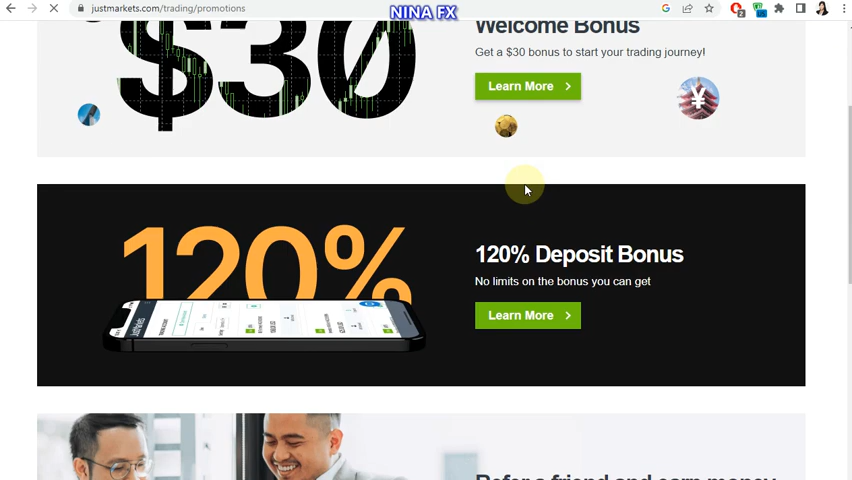 justmarkets.com/trading/promotions
NINA FX
$30
Welcome Bonus
Get a $30 bonus to start your trading journey!
Learn More
¥
120%
120% Deposit Bonus
No limits on the bonus you can get
Learn More
Refer a friend and earn money